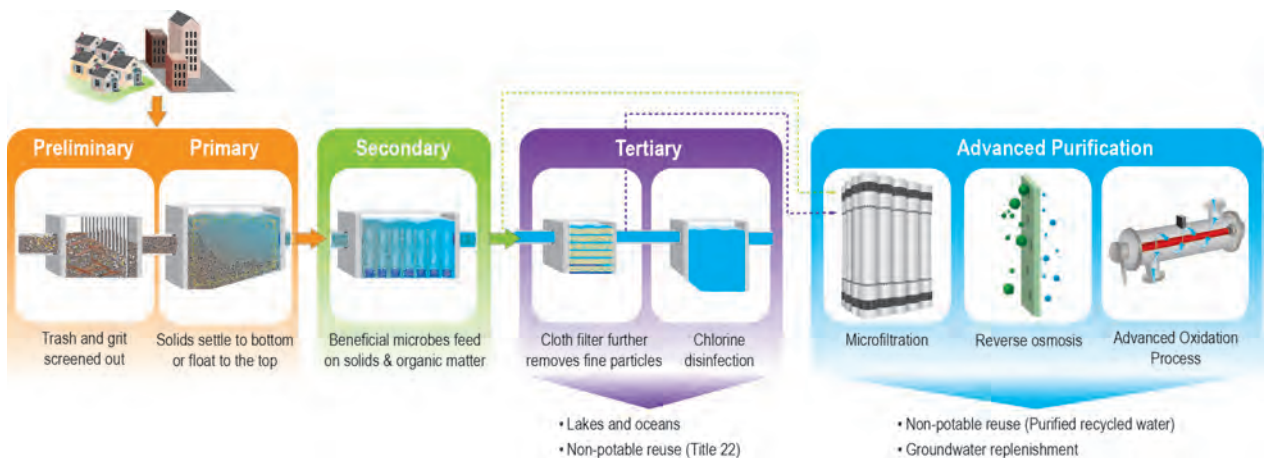 Preliminary
Primary
Trash and grit
screened out
Solids settle to bottom
or float to the top
Secondary
Beneficial microbes feed
on solids & organic matter
Tertiary
Cloth filter further
removes fine particles
Chlorine
disinfection
• Lakes and oceans
• Non-potable reuse (Title 22)
Advanced Purification
Microfiltration
Reverse osmosis
Advanced Oxidation
Process
• Non-potable reuse (Purified recycled water)
• Groundwater replenishment